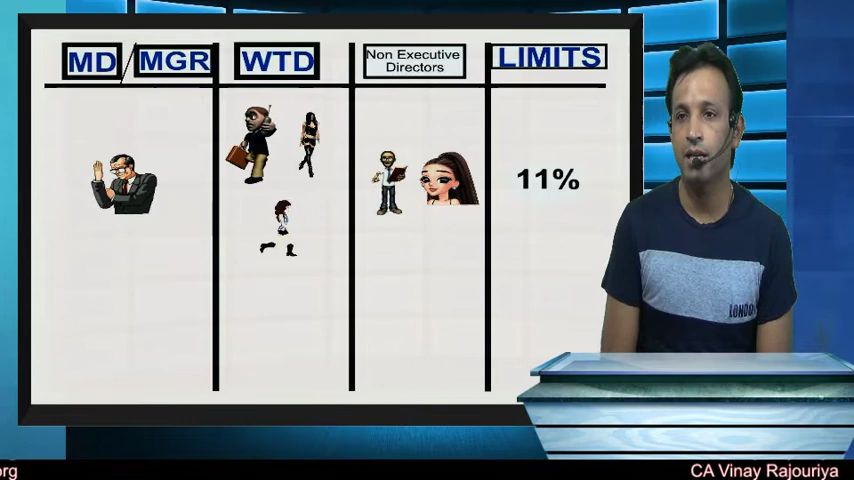 MD/MGR
WTD
Non Executive
Directors
LIMITS
11%
LONDON
org
CA Vinay Rajouriya